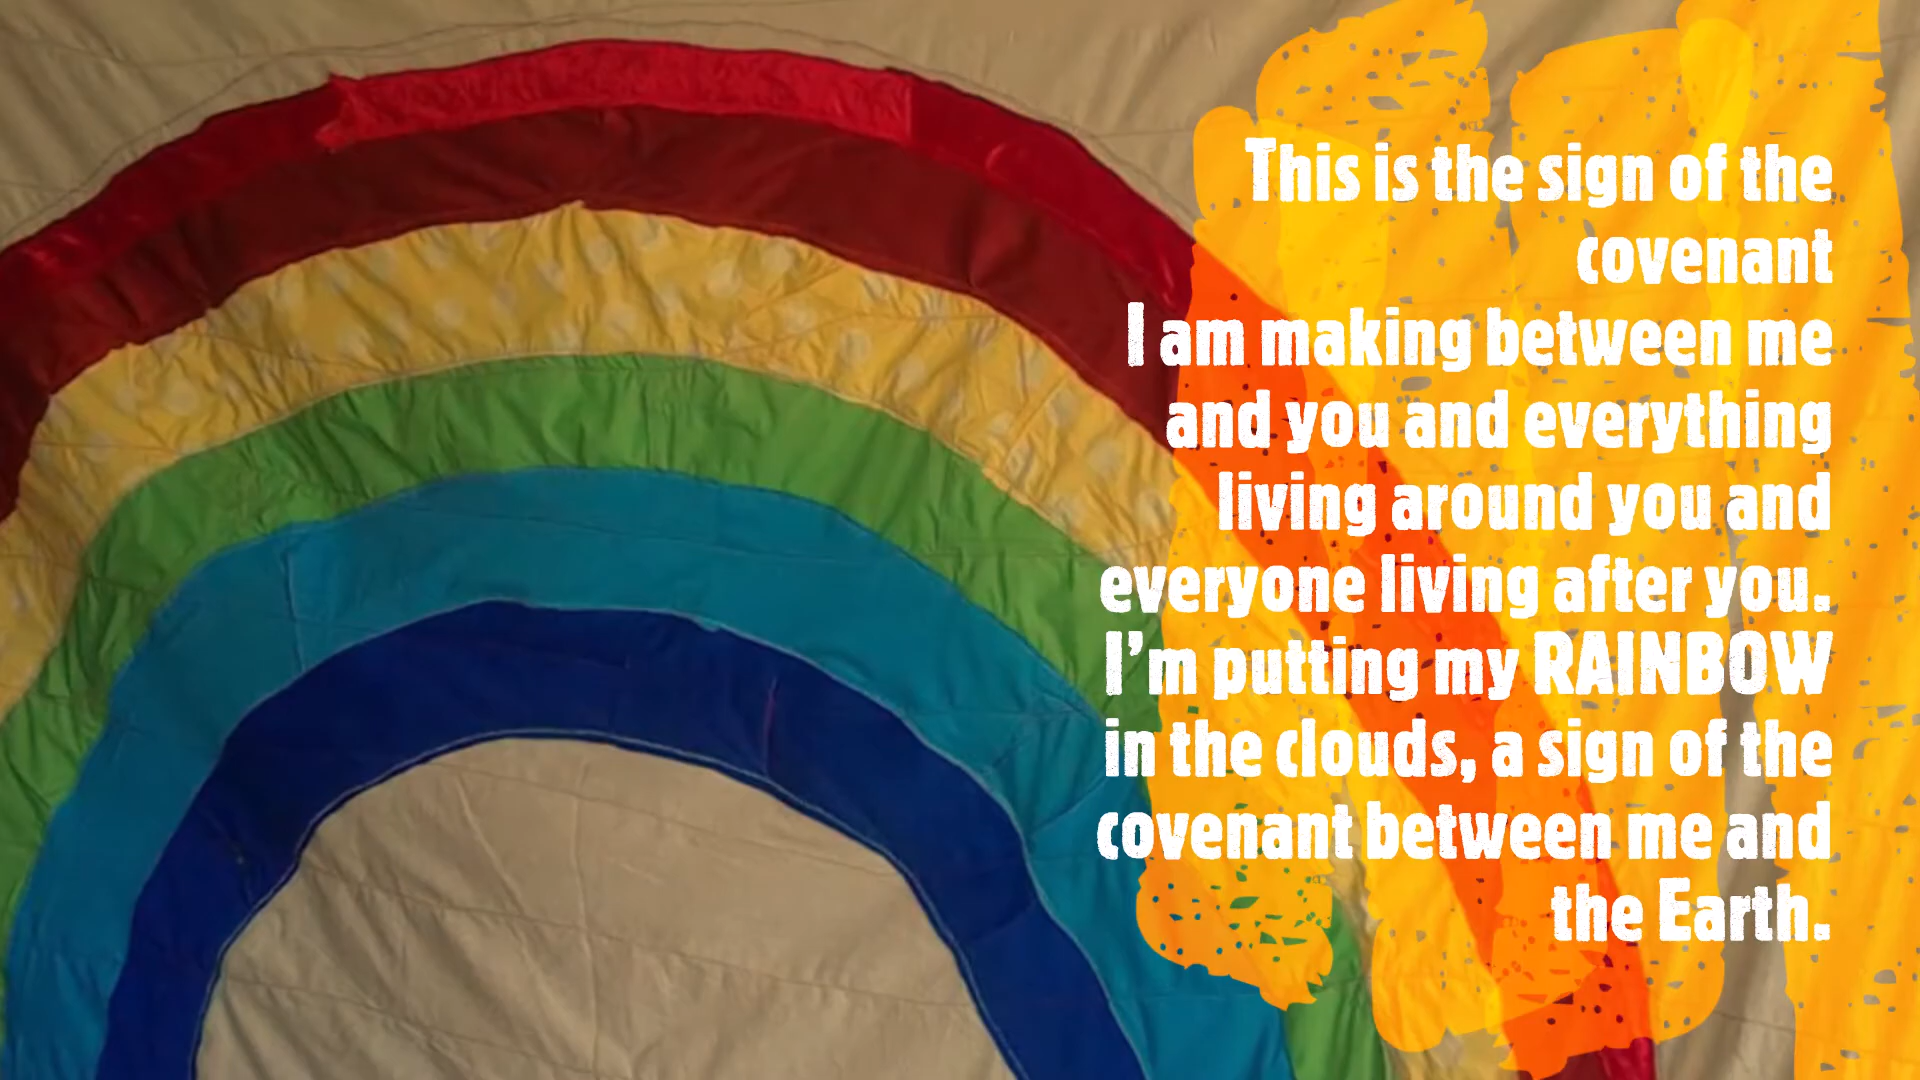 This is the sign of the
covenant
I am making between me
and you and everything
living around you and
everyone living after you.
I'm putting my RAINBOW
in the clouds, a sign of the
covenant between me and
the Earth.